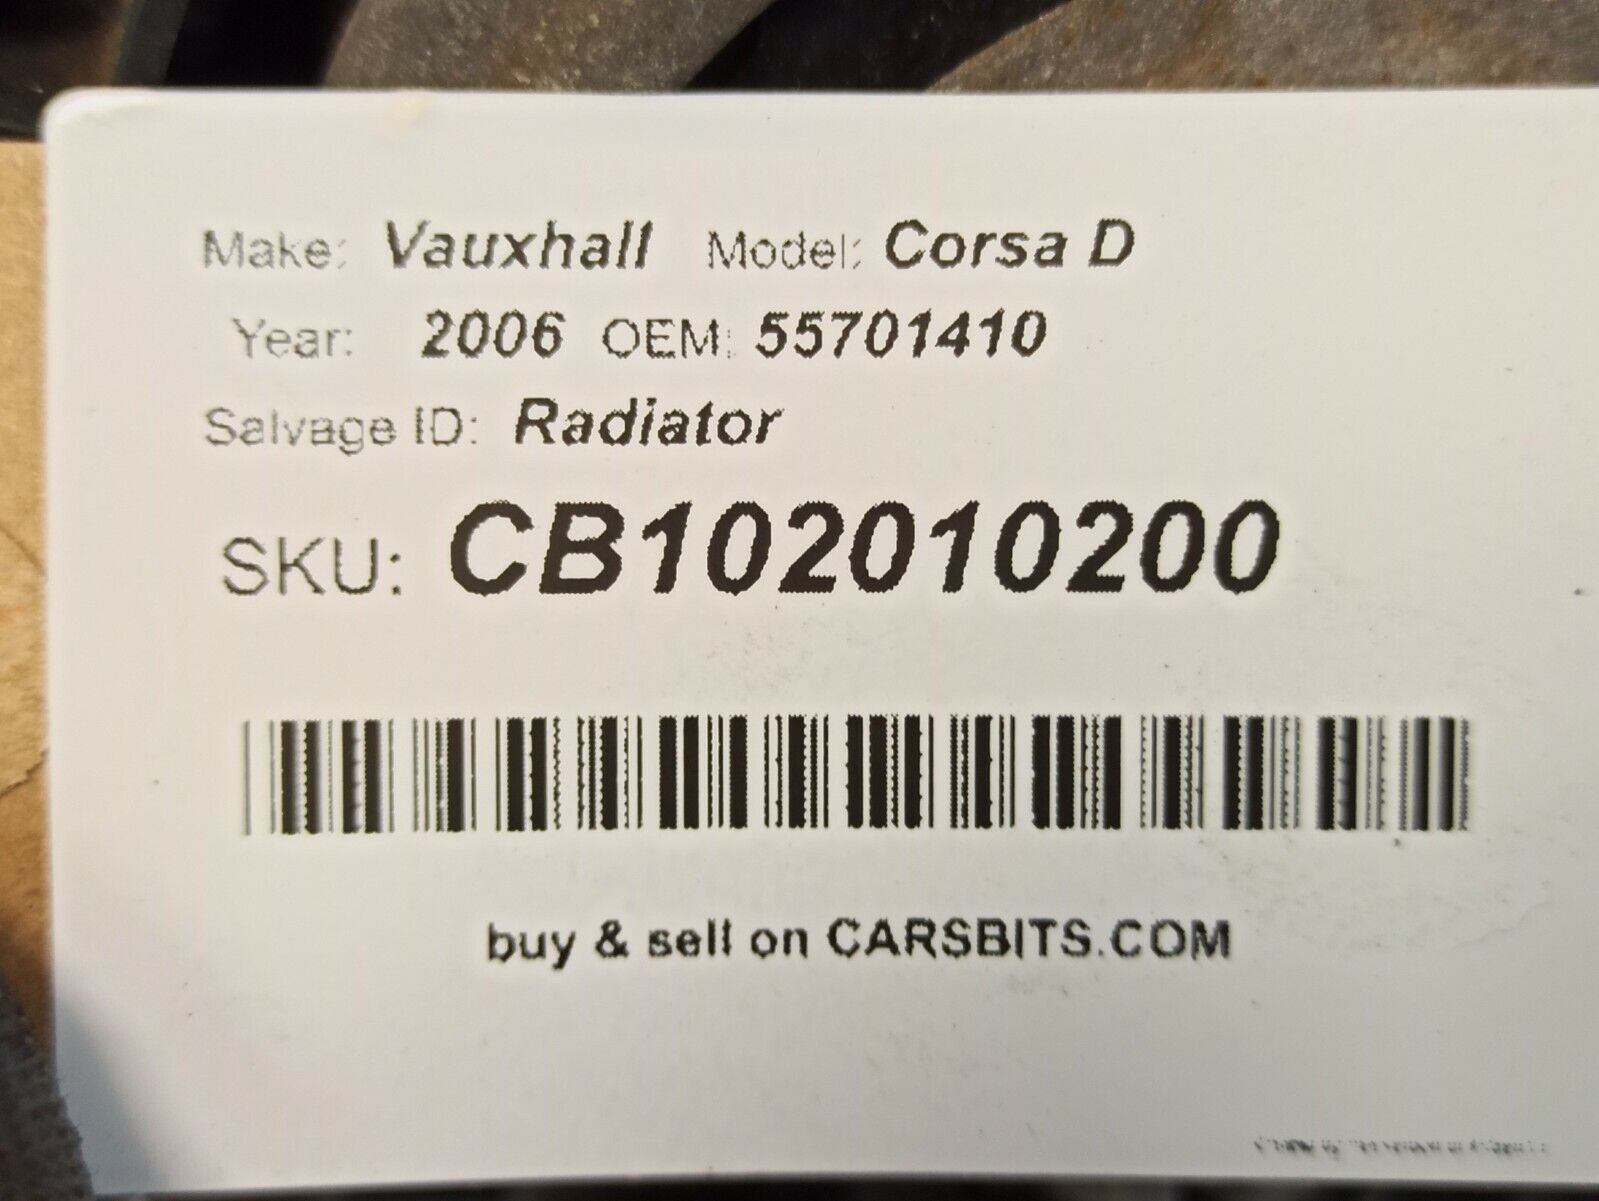 Make: Vauxhall Model: Corsa D
Year: 2006 OEM: 55701410
Salvage ID: Radiator
SKU: CB102010200
buy & sell on CARSBITS.COM